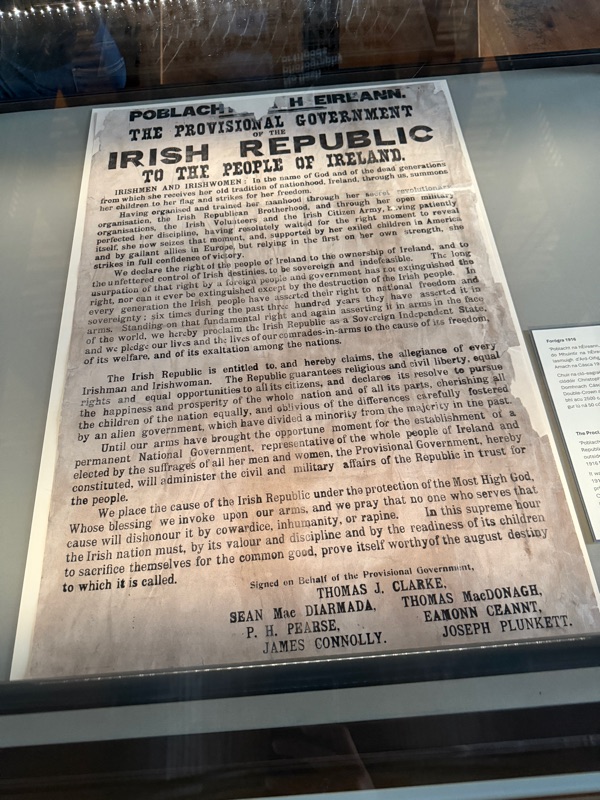 POBLACH H EIREANN.
THE PROVISIONAL GOVERNMENT
OF THE
IRISH REPUBLIC
TO THE PEOPLE OF IRELAND.
IRISHMEN AND IRISHWOMEN: In the name of God and of the dead generations
from which she receives her old tradition of nationhood, Ireland, through us, summons
her children to her flag and strikes for her freedom.
Having organised and trained her manhood through her secret revolutionary
organisation, the Irish Republican Brotherhood, and through her open military
organisations, the Irish Volunteers and the Irish Citizen Army, having patiently
perfected her discipline, having resolutely waited for the right moment to reveal
itself, she now seizes that moment, and, supported by her exiled children in America
and by gallant allies in Europe, but relying in the first on her own strength, she
strikes in full confidence of victory.
We declare the right of the people of Ireland to the ownership of Ireland, and to
the unfettered control of Irish destinies, to be sovereign and indefeasible. The long
usurpation of that right by a foreign people and government has not extinguished the
right, nor can it ever be extinguished except by the destruction of the Irish people. In
every generation the Irish people have asserted their right to national freedom and
sovereignty; six times during the past three hundred years they have asserted it in
arms. Standing on that fundamental right and again asserting it in arms in the face
of the world, we hereby proclaim the Irish Republic as a Sovereign Independent State,
and we pledge our lives and the lives of our comrades-in-arms to the cause of its freedom,
of its welfare, and of its exaltation among the nations.
The Irish Republic is entitled to, and hereby claims, the allegiance of every
Irishman and Irishwoman. The Republic guarantees religious and civil liberty, equal
rights and equal opportunities to all its citizens, and declares its resolve to pursue
the happiness and prosperity of the whole nation and of all its parts, cherishing all
the children of the nation equally, and oblivious of the differences carefully fostered
by an alien government, which have divided a minority from the majority in the past.
Until our arms have brought the opportune moment for the establishment of a
permanent National Government, representative of the whole people of Ireland and
elected by the suffrages of all her men and women, the Provisional Government, hereby
constituted, will administer the civil and military affairs of the Republic in trust for
the people.
We place the cause of the Irish Republic under the protection of the Most High God,
Whose blessing we invoke upon our arms, and we pray that no one who serves that
cause will dishonour it by cowardice, inhumanity, or rapine. In this supreme hour
the Irish nation must, by its valour and discipline and by the readiness of its children
to sacrifice themselves for the common good, prove itself worthy of the august destiny
to which it is called.
Signed on Behalf of the Provisional Government,
THOMAS J. CLARKE,
SEAN Mac DIARMADA, THOMAS MacDONAGH,
P. H. PEARSE, EAMONN CEANNT,
JAMES CONNOLLY. JOSEPH PLUNKETT.
Forógra 1916
The Procl